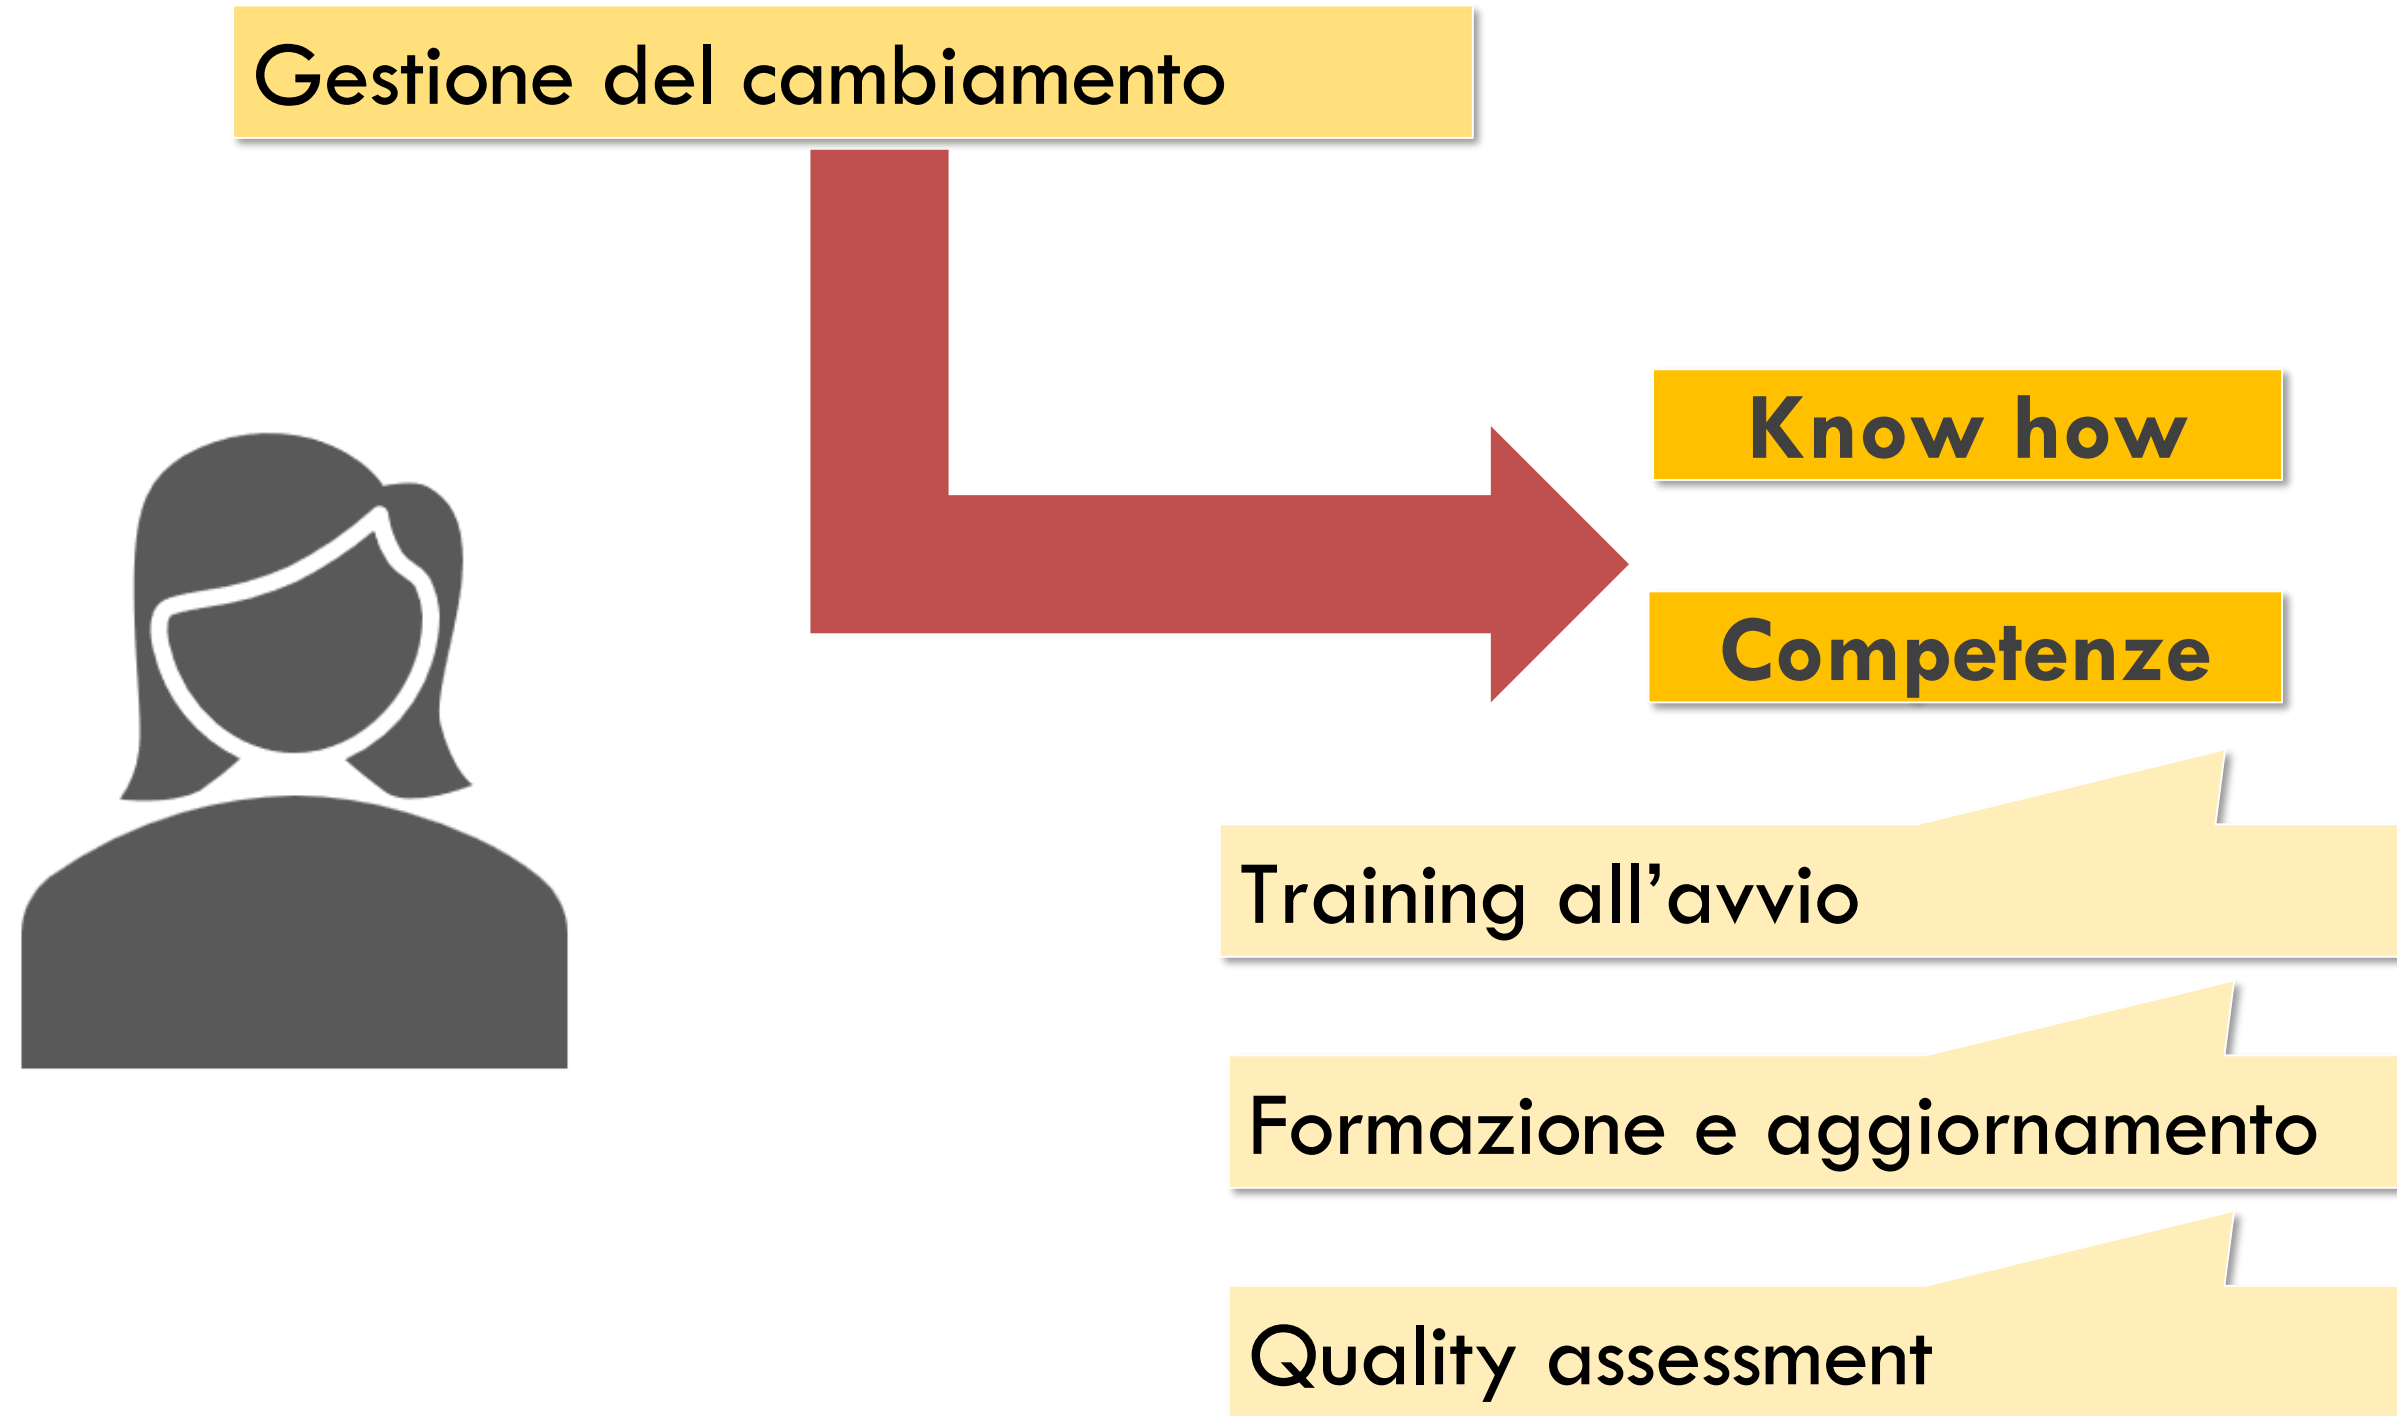 Gestione del cambiamento
Know how
Competenze
Training all’avvio
Formazione e aggiornamento
Quality assessment